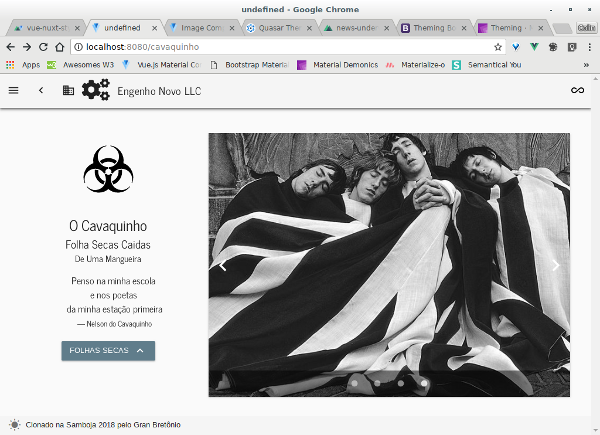 undefined - Google Chrome
vue-nuxt-st
undefined
Image Com
Quasar The
news-unde
Theming Bo
Theming -
localhost:8080/cavaquinho
Apps
Awesomes W3
Vue.js Material Co
Bootstrap Material
Material Demonics
Materialize-o
Semantical You
Engenho Novo LLC
O Cavaquinho
Folha Secas Caidas
De Uma Mangueira
Penso na minha escola
e nos poetas
da minha estação primeira
— Nelson do Cavaquinho
FOLHAS SECAS
Clonado na Samboja 2018 pelo Gran Bretônio